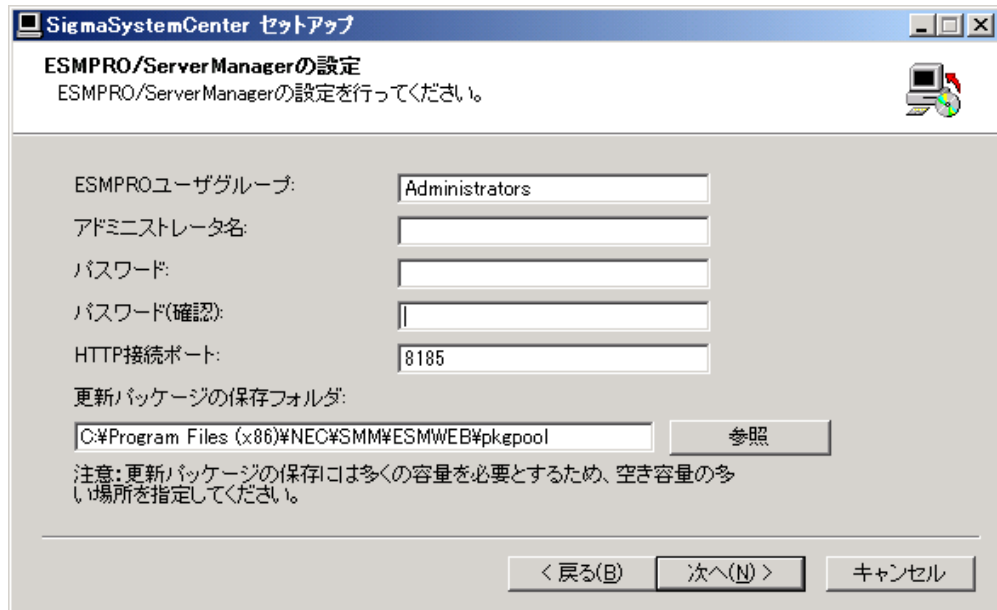 SigmaSystemCenter セットアップ
ESMPRO/ServerManagerの設定
ESMPRO/ServerManagerの設定を行ってください。
ESMPROユーザグループ:
Administrators
アドミニストレータ名:
パスワード:
パスワード(確認):
HTTP接続ポート:
8185
更新パッケージの保存フォルダ:
C:¥Program Files (x86)¥NEC¥SMM¥ESMWEB¥pkgpool
参照
注意:更新パッケージの保存には多くの容量を必要とするため、空き容量の多
い場所を指定してください。
< 戻る(B)
次へ(N) >
キャンセル